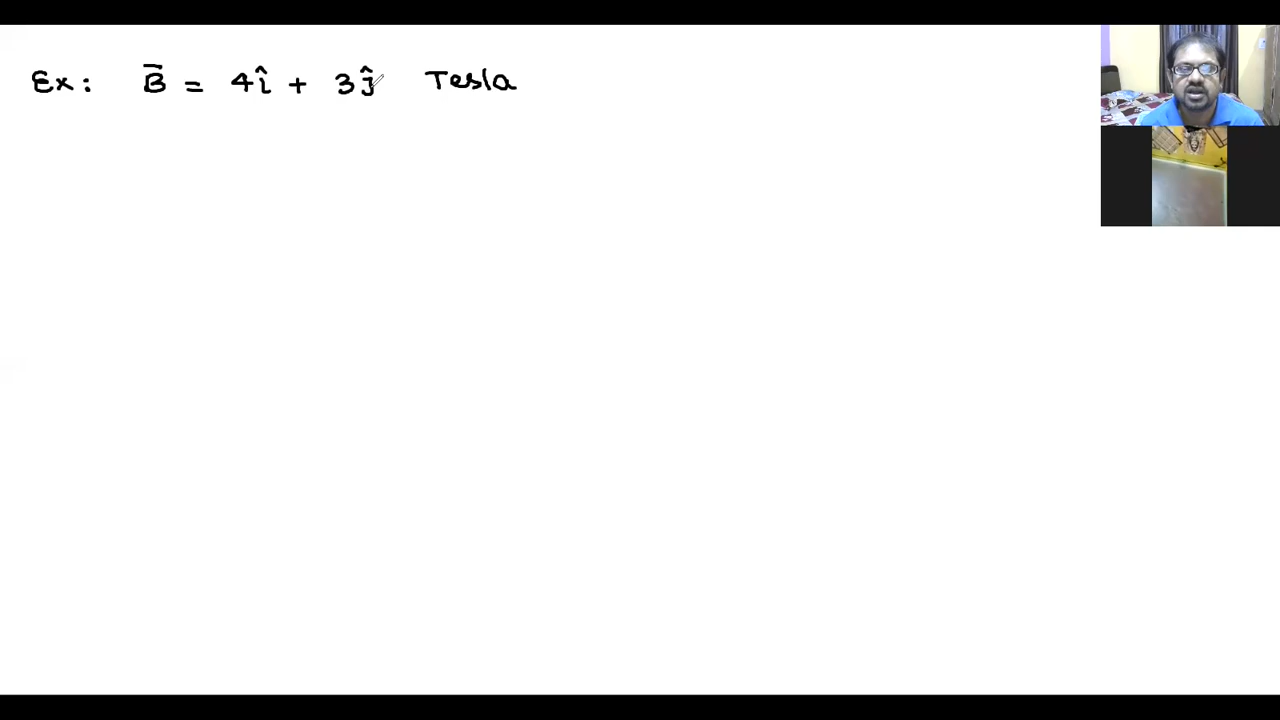 Ex: B̄ = 4î + 3ĵ Tesla